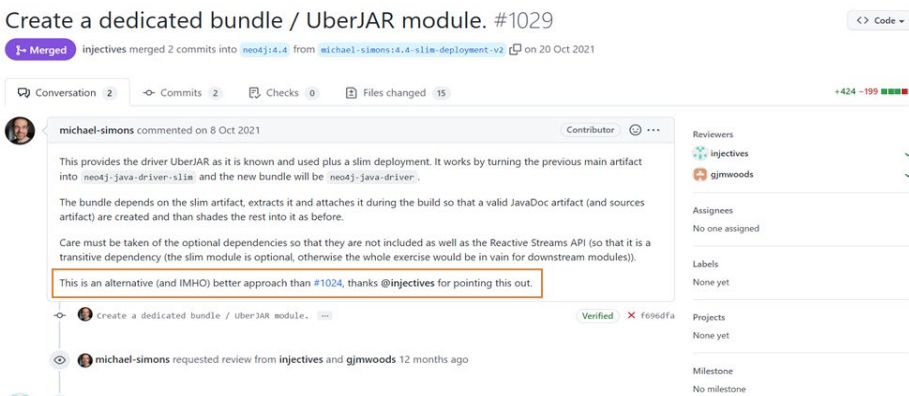 Create a dedicated bundle / UberJAR module. #1029
<> Code
Merged injectives merged 2 commits into neo4j:4.4 from michael-simons:4.4-slim-deployment-v2 on 20 Oct 2021
Conversation 2 Commits 2 Checks 0 Files changed 15 +424 −199
michael-simons commented on 8 Oct 2021 Contributor
This provides the driver UberJAR as it is known and used plus a slim deployment. It works by turning the previous main artifact
into neo4j-java-driver-slim and the new bundle will be neo4j-java-driver.
The bundle depends on the slim artifact, extracts it and attaches it during the build so that a valid JavaDoc artifact (and sources
artifact) are created and than shades the rest into it as before.
Care must be taken of the optional dependencies so that they are not included as well as the Reactive Streams API (so that it is a
transitive dependency (the slim module is optional, otherwise the whole exercise would be in vain for downstream modules)).
This is an alternative (and IMHO) better approach than #1024, thanks @injectives for pointing this out.
Create a dedicated bundle / UberJAR module. ... Verified f696dfa
michael-simons requested review from injectives and gjmwoods 12 months ago
Reviewers
injectives
gjmwoods
Assignees
No one assigned
Labels
None yet
Projects
None yet
Milestone
No milestone